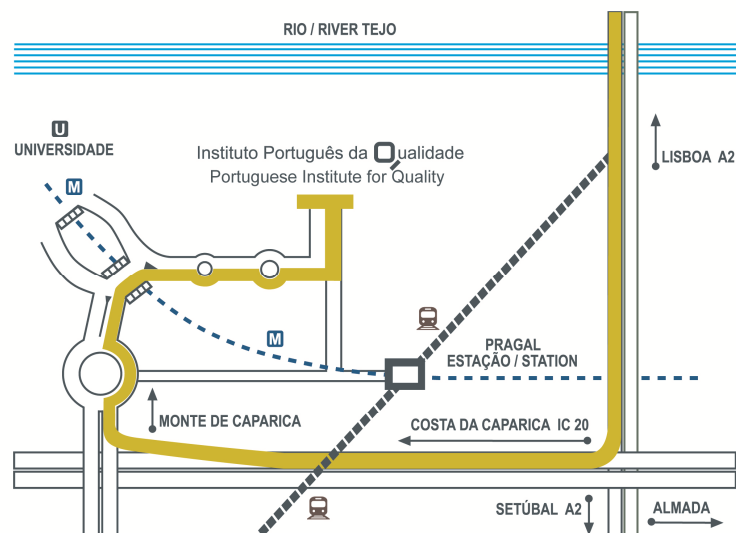 RIO / RIVER TEJO
U
UNIVERSIDADE
Instituto Português da Qualidade
Portuguese Institute for Quality
LISBOA A2
M
M
PRAGAL
ESTAÇÃO / STATION
MONTE DE CAPARICA
COSTA DA CAPARICA IC 20
SETÚBAL A2
ALMADA